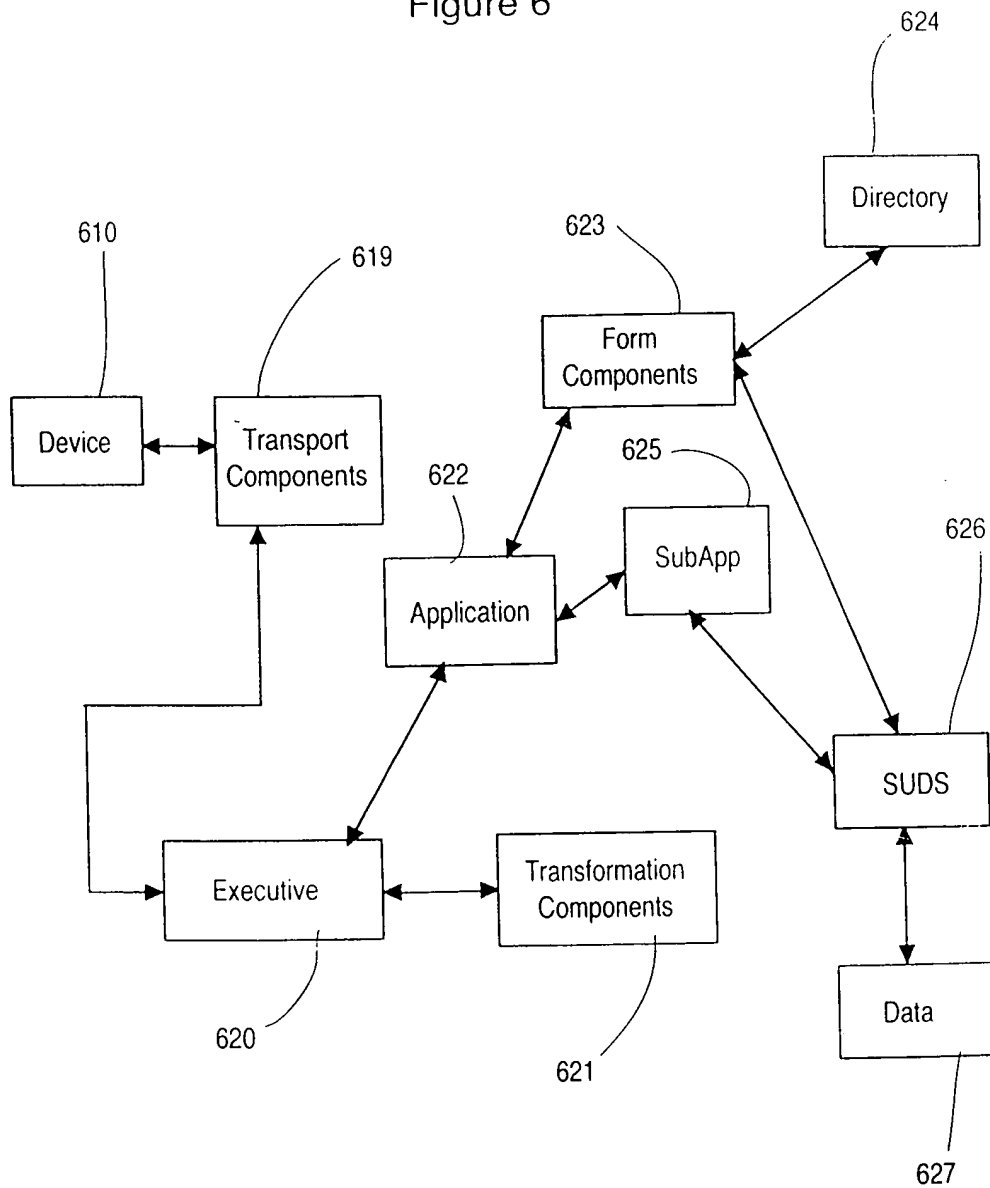 Figure 6
624
Directory
610
619
623
Form
Components
Device
Transport
Components
622
625
SubApp
626
Application
SUDS
Executive
Transformation
Components
Data
620
621
627